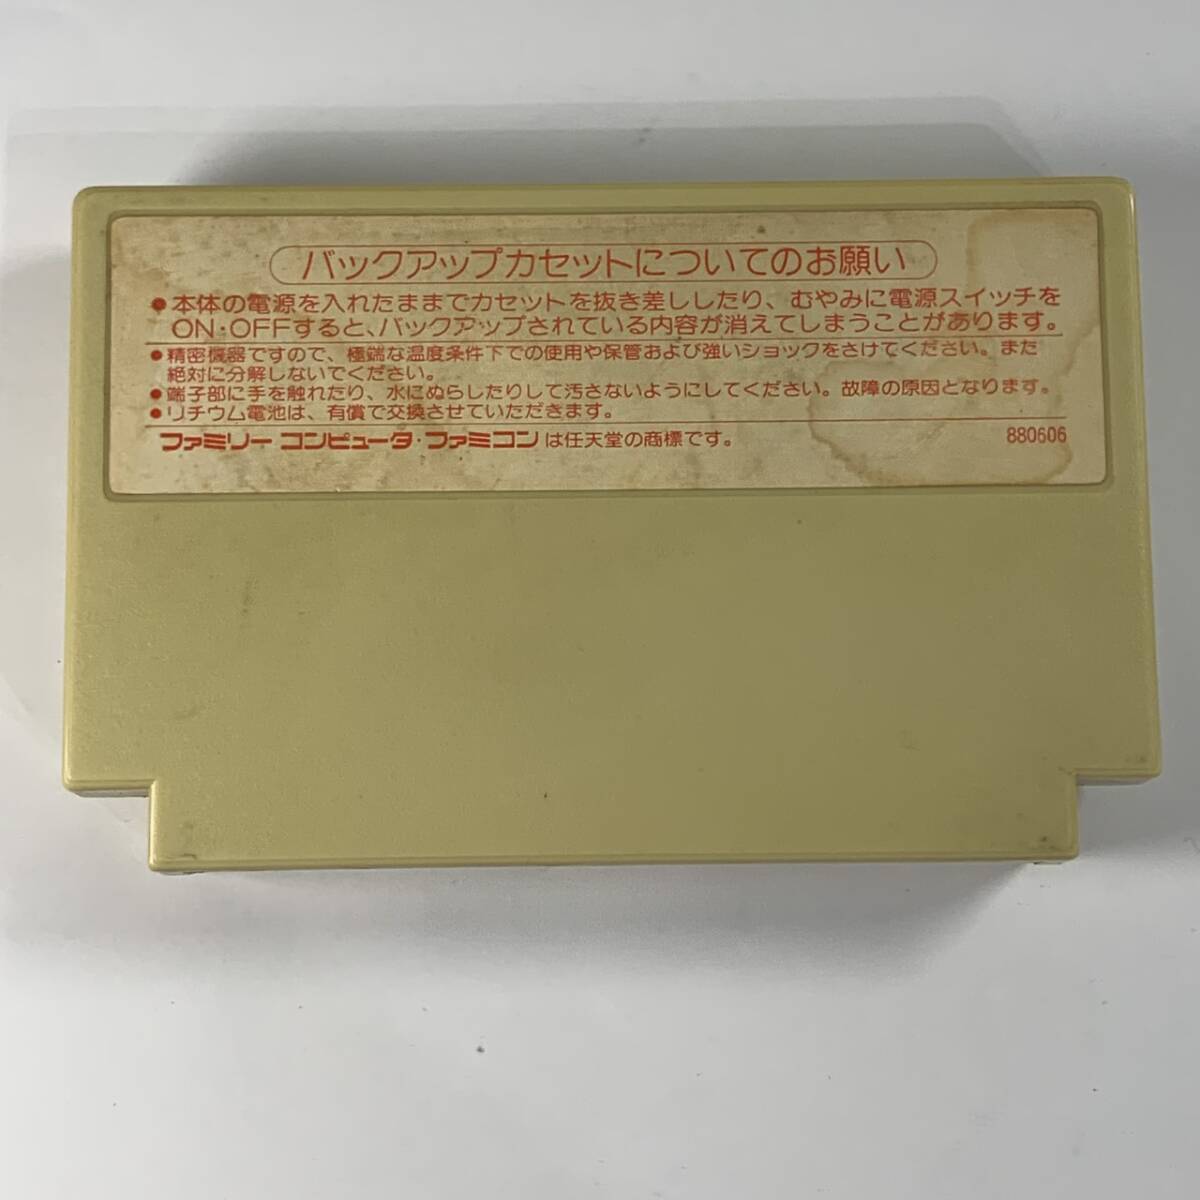 バックアップカセットについてのお願い
●本体の電源を入れたままでカセットを抜き差ししたり、むやみに電源スイッチを
ON・OFFすると、バックアップされている内容が消えてしまうことがあります。
●精密機器ですので、極端な温度条件下での使用や保管および強いショックをさけてください。また
絶対に分解しないでください。
●端子部に手を触れたり、水にぬらしたりして汚さないようにしてください。故障の原因となります。
●リチウム電池は、有償で交換させていただきます。
ファミリー コンピュータ・ファミコンは任天堂の商標です。 880606